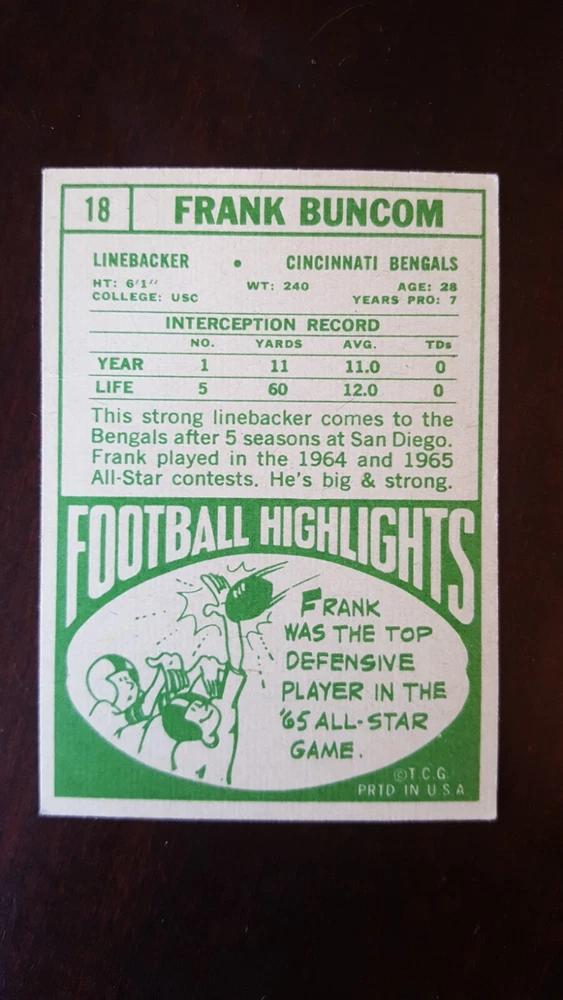 18 FRANK BUNCOM
LINEBACKER • CINCINNATI BENGALS
HT: 6'1" WT: 240 AGE: 28
COLLEGE: USC YEARS PRO: 7
INTERCEPTION RECORD
NO. YARDS AVG. TDs
YEAR 1 11 11.0 0
LIFE 5 60 12.0 0
This strong linebacker comes to the
Bengals after 5 seasons at San Diego.
Frank played in the 1964 and 1965
All-Star contests. He's big & strong.
FOOTBALL HIGHLIGHTS
FRANK
WAS THE TOP
DEFENSIVE
PLAYER IN THE
'65 ALL-STAR
GAME.
©T.C.G.
PRTD IN U.S.A.